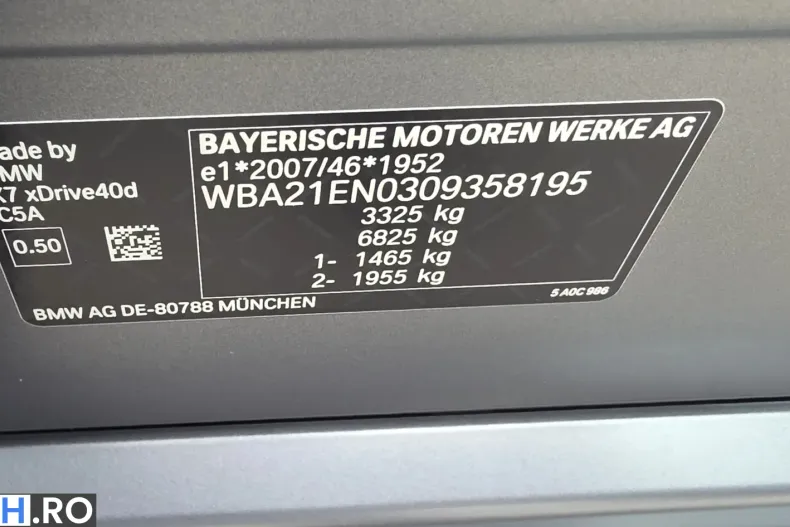 ade by
MW
7 xDrive40d
C5A
0.50
BAYERISCHE MOTOREN WERKE AG
e1*2007/46*1952
WBA21EN0309358195
3325 kg
6825 kg
1- 1465 kg
2- 1955 kg
BMW AG DE-80788 MÜNCHEN
5 A0C 986
H.RO